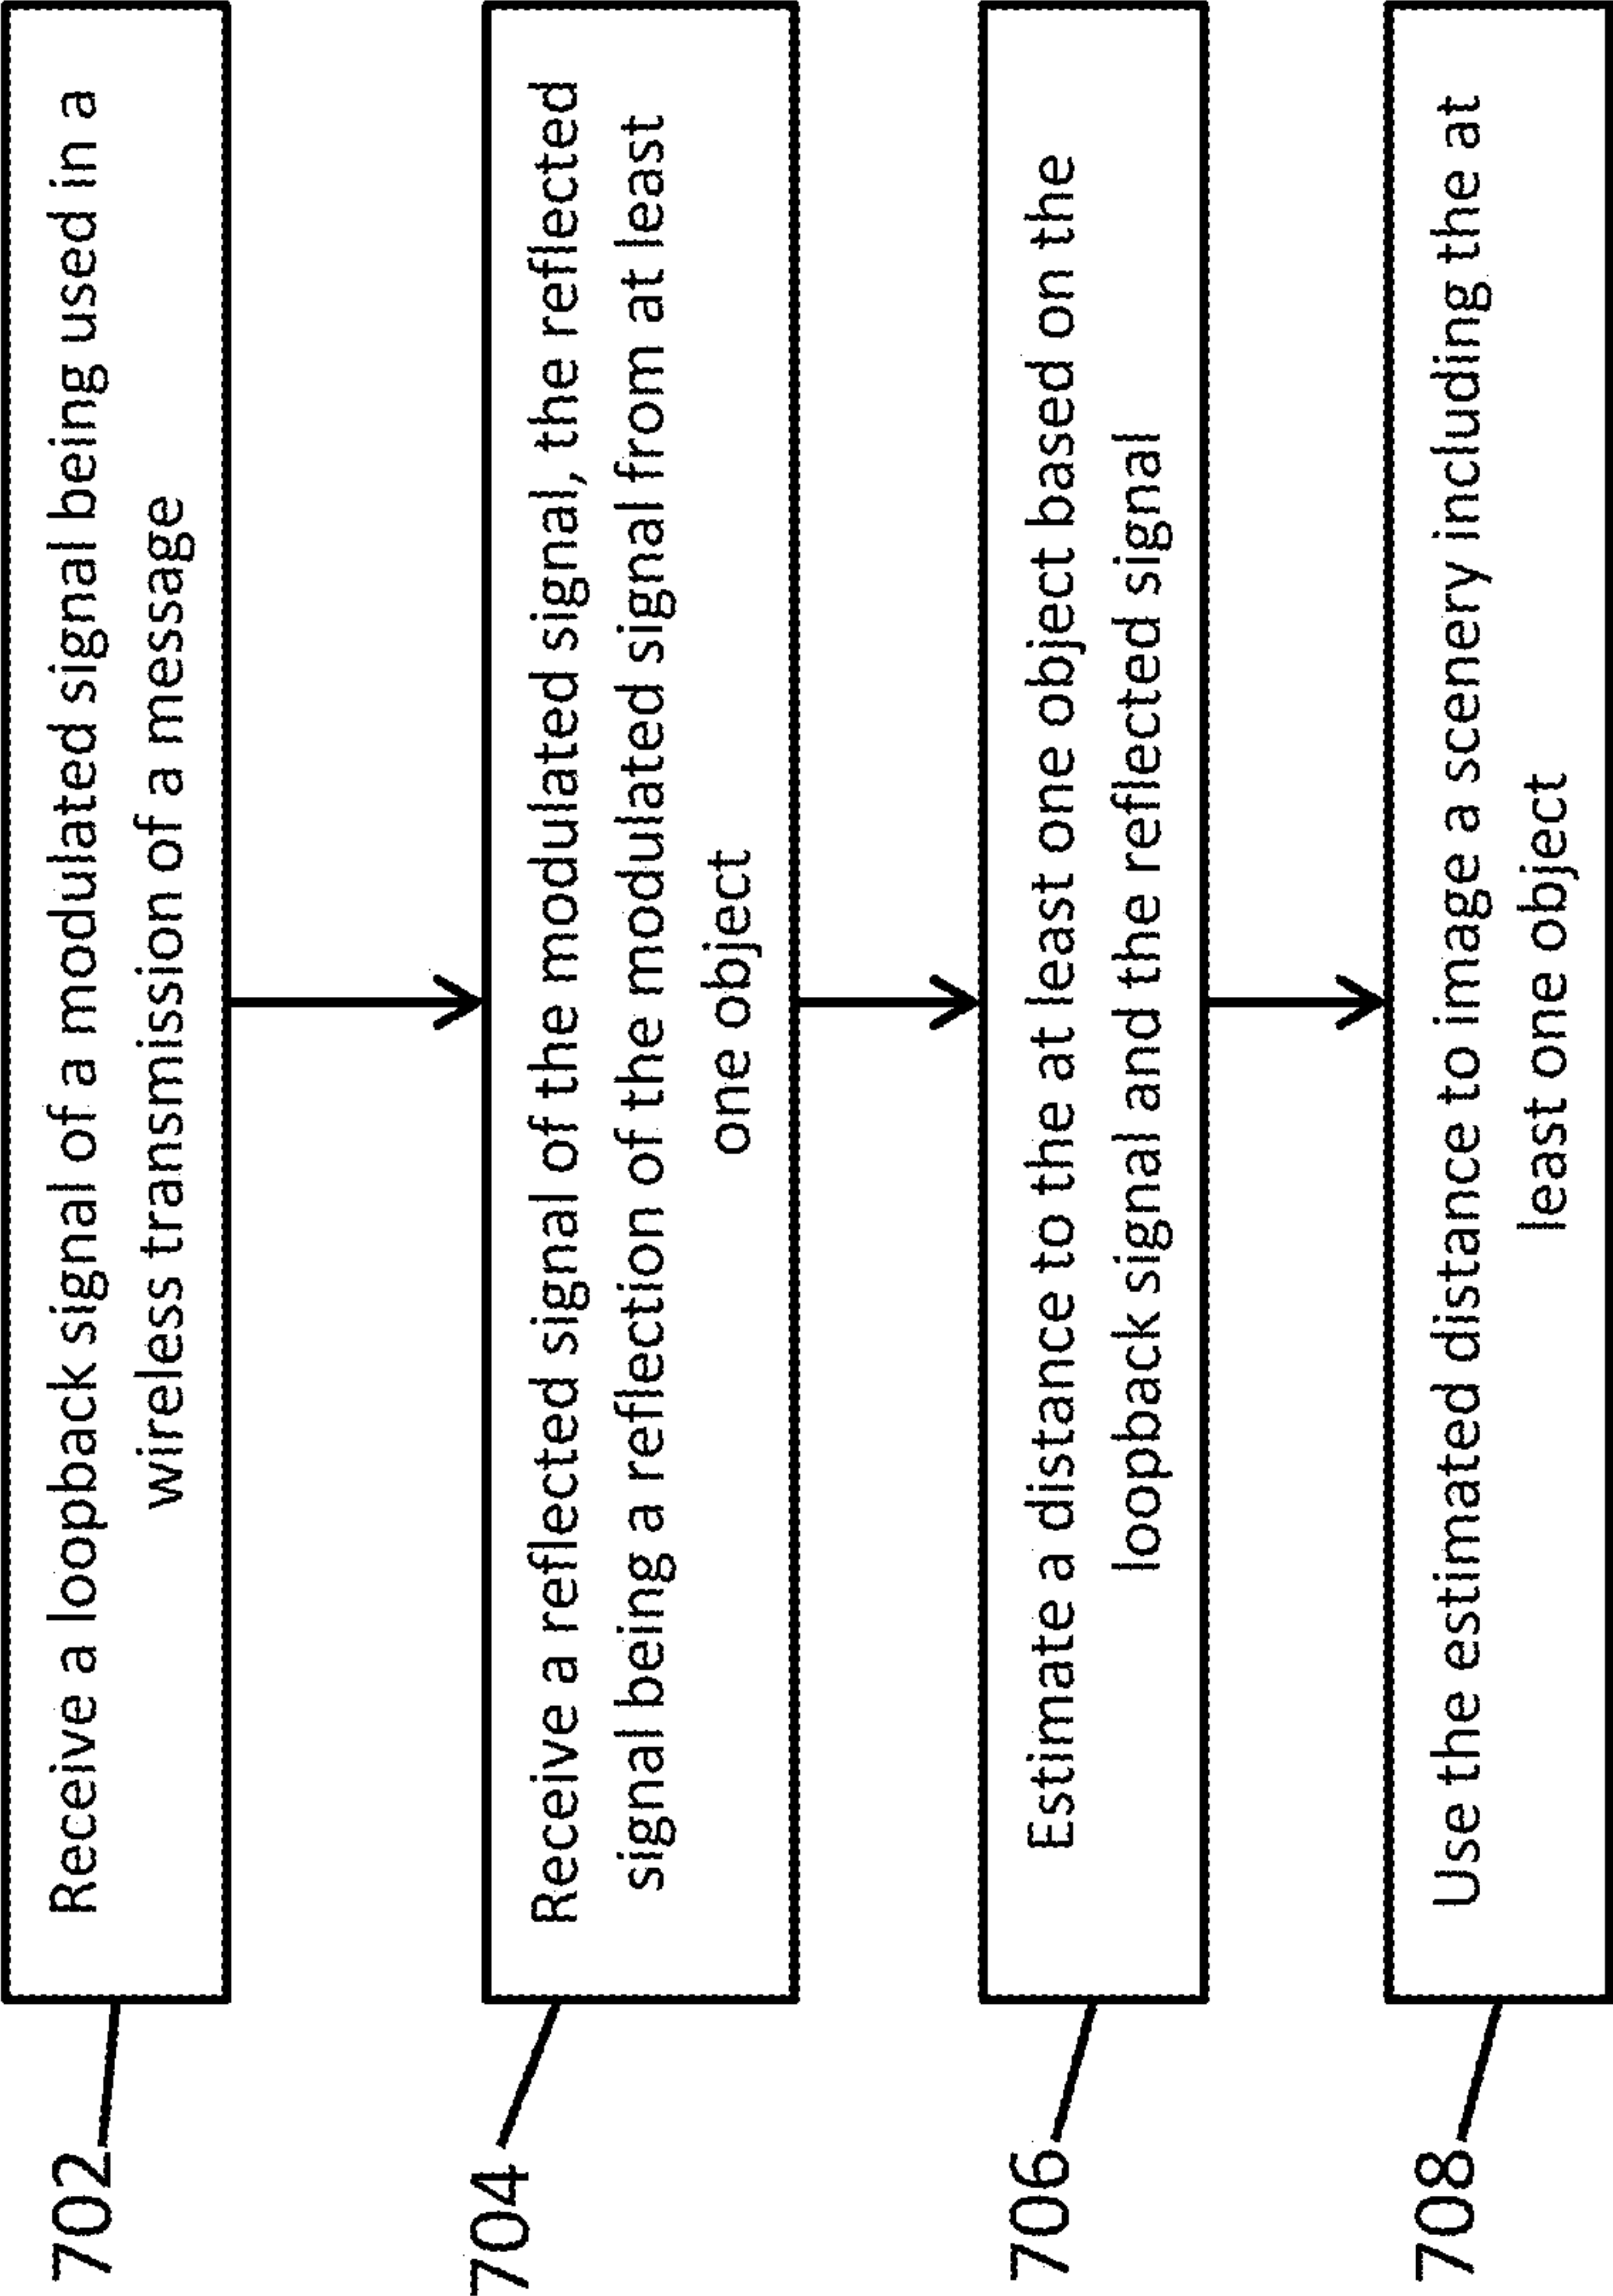 702
Receive a loopback signal of a modulated signal being used in a
wireless transmission of a message
704
Receive a reflected signal of the modulated signal, the reflected
signal being a reflection of the modulated signal from at least
one object
706
Estimate a distance to the at least one object based on the
loopback signal and the reflected signal
708
Use the estimated distance to image a scenery including the at
least one object